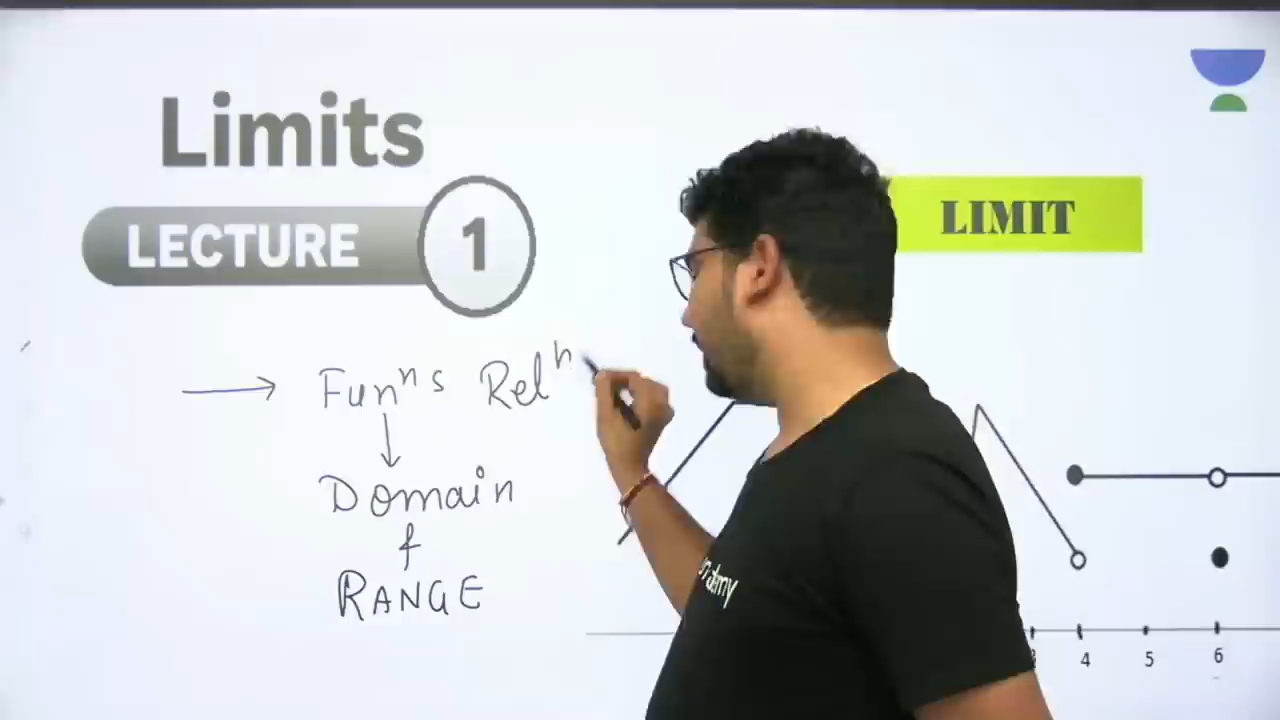 Limits
LECTURE 1
LIMIT
→ Funⁿs Relⁿ
Domain
&
RANGE
4 5 6